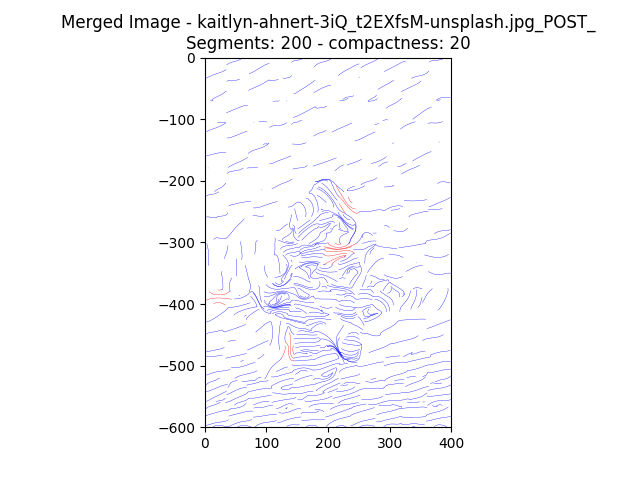 Merged Image - kaitlyn-ahnert-3iQ_t2EXfsM-unsplash.jpg_POST_
Segments: 200 - compactness: 20
0
−100
−200
−300
−400
−500
−600
0 100 200 300 400